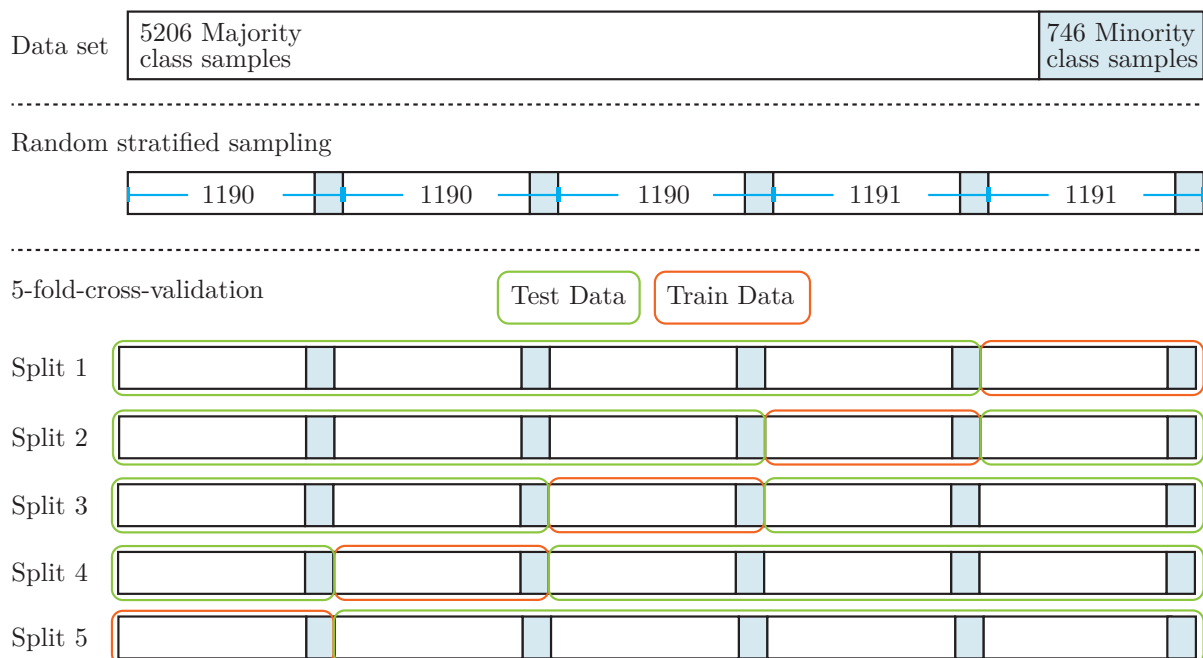 Data set
5206 Majority
class samples
746 Minority
class samples
Random stratified sampling
1190 1190 1190 1191 1191
5-fold-cross-validation
Test Data
Train Data
Split 1
Split 2
Split 3
Split 4
Split 5